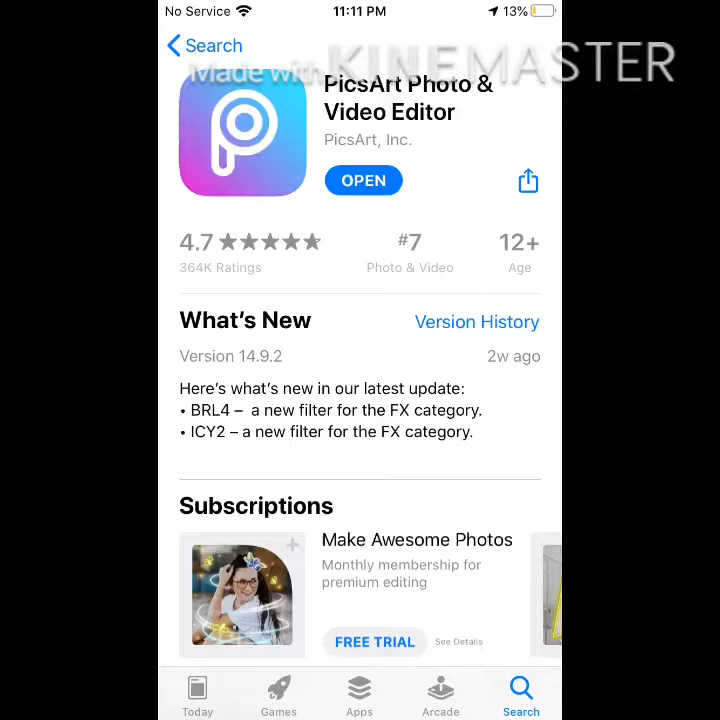 No Service 11:11 PM 13%
Search
Made with KINEMASTER
PicsArt Photo &
Video Editor
PicsArt, Inc.
OPEN
4.7 #7 12+
364K Ratings Photo & Video Age
What's New Version History
Version 14.9.2 2w ago
Here's what's new in our latest update:
• BRL4 – a new filter for the FX category.
• ICY2 – a new filter for the FX category.
Subscriptions
Make Awesome Photos
Monthly membership for
premium editing
FREE TRIAL See Details
Today Games Apps Arcade Search